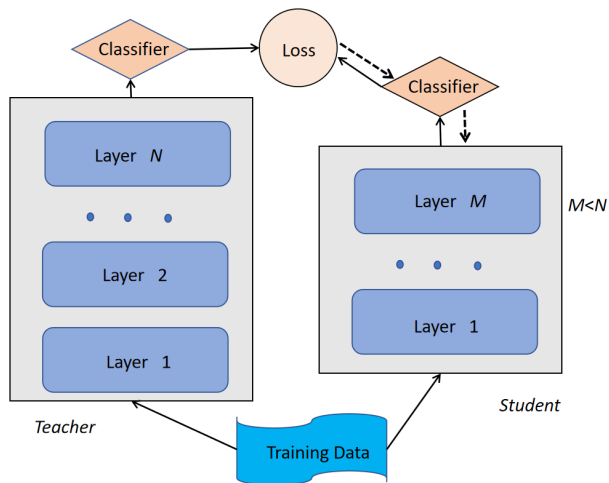 Classifier
Loss
Classifier
Layer N
Layer M
M<N
Layer 2
Layer 1
Layer 1
Teacher
Student
Training Data